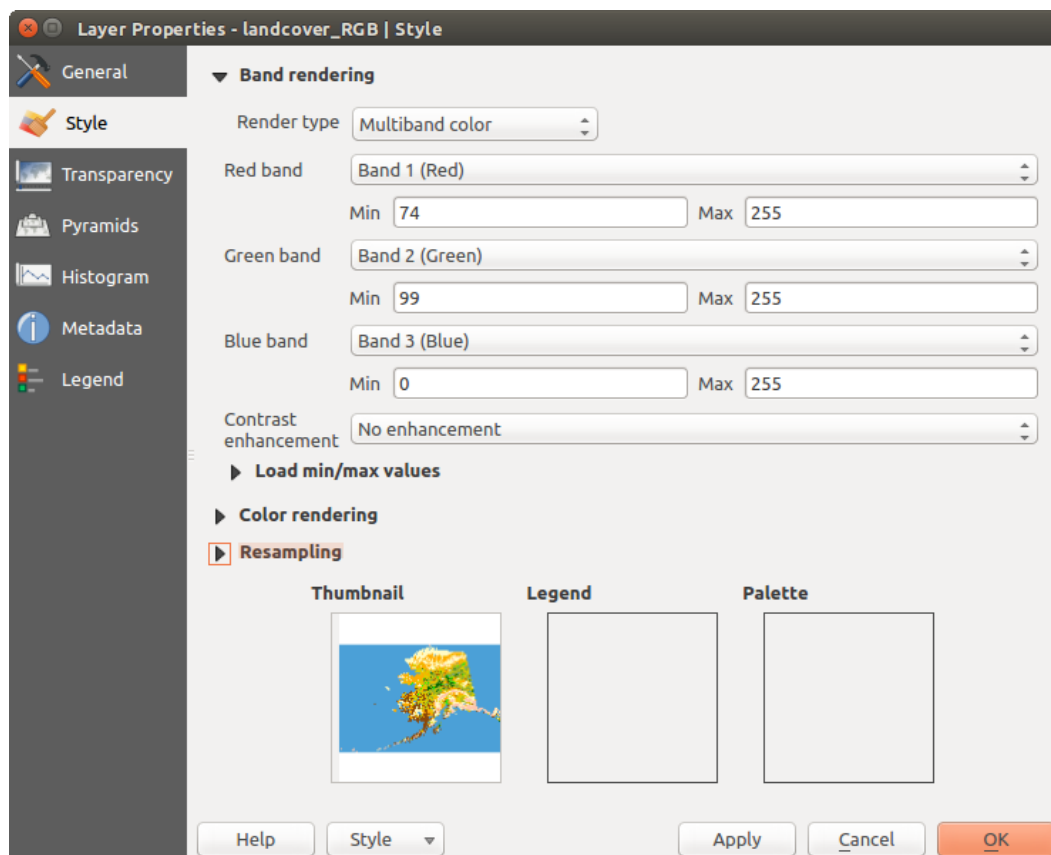 Layer Properties - landcover_RGB | Style
General
Style
Transparency
Pyramids
Histogram
Metadata
Legend
Band rendering
Render type Multiband color
Red band Band 1 (Red)
Min 74 Max 255
Green band Band 2 (Green)
Min 99 Max 255
Blue band Band 3 (Blue)
Min 0 Max 255
Contrast
enhancement No enhancement
Load min/max values
Color rendering
Resampling
Thumbnail Legend Palette
Help Style Apply Cancel OK